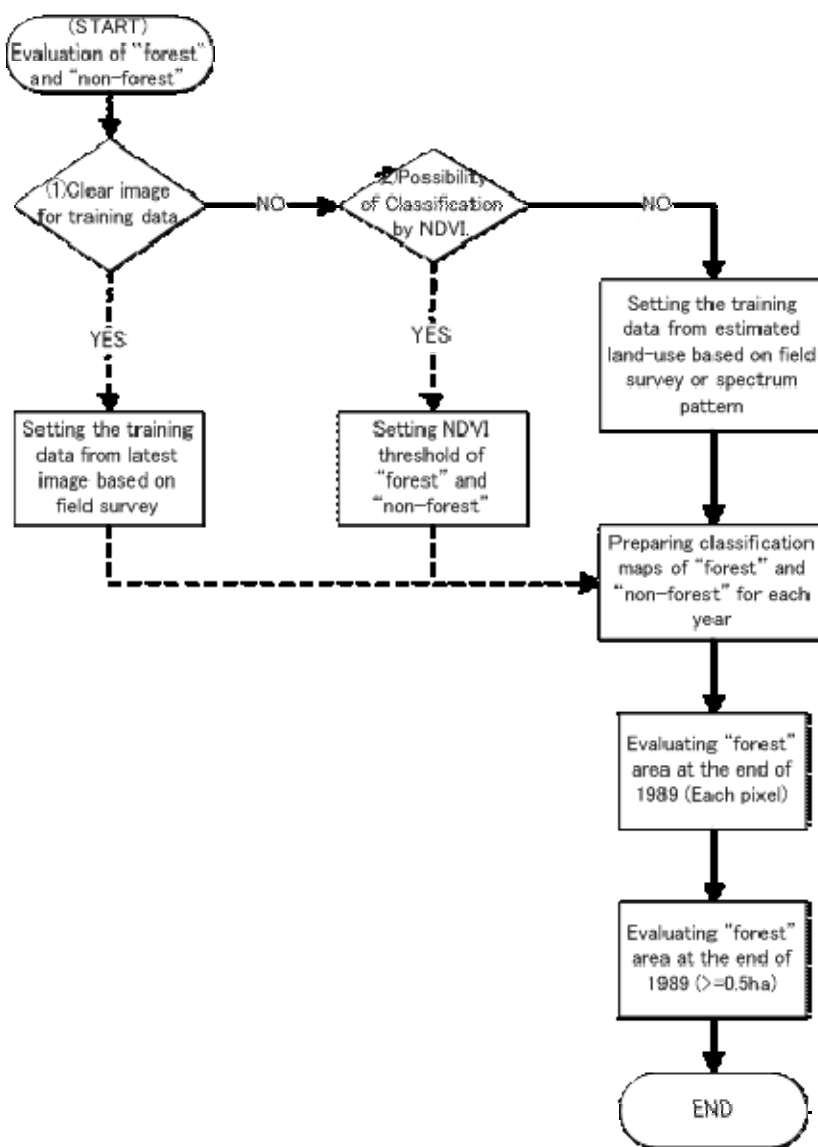 (START)
Evaluation of “forest”
and “non-forest”
(1)Clear image
for training data
NO
2)Possibility
of Classification
by NDVI.
NO
YES
YES
Setting the training
data from estimated
land-use based on field
survey or spectrum
pattern
Setting the training
data from latest
image based on
field survey
Setting NDVI
threshold of
“forest” and
“non-forest”
Preparing classification
maps of “forest” and
“non-forest” for each
year
Evaluating “forest”
area at the end of
1989 (Each pixel)
Evaluating “forest”
area at the end of
1989 (>=0.5ha)
END